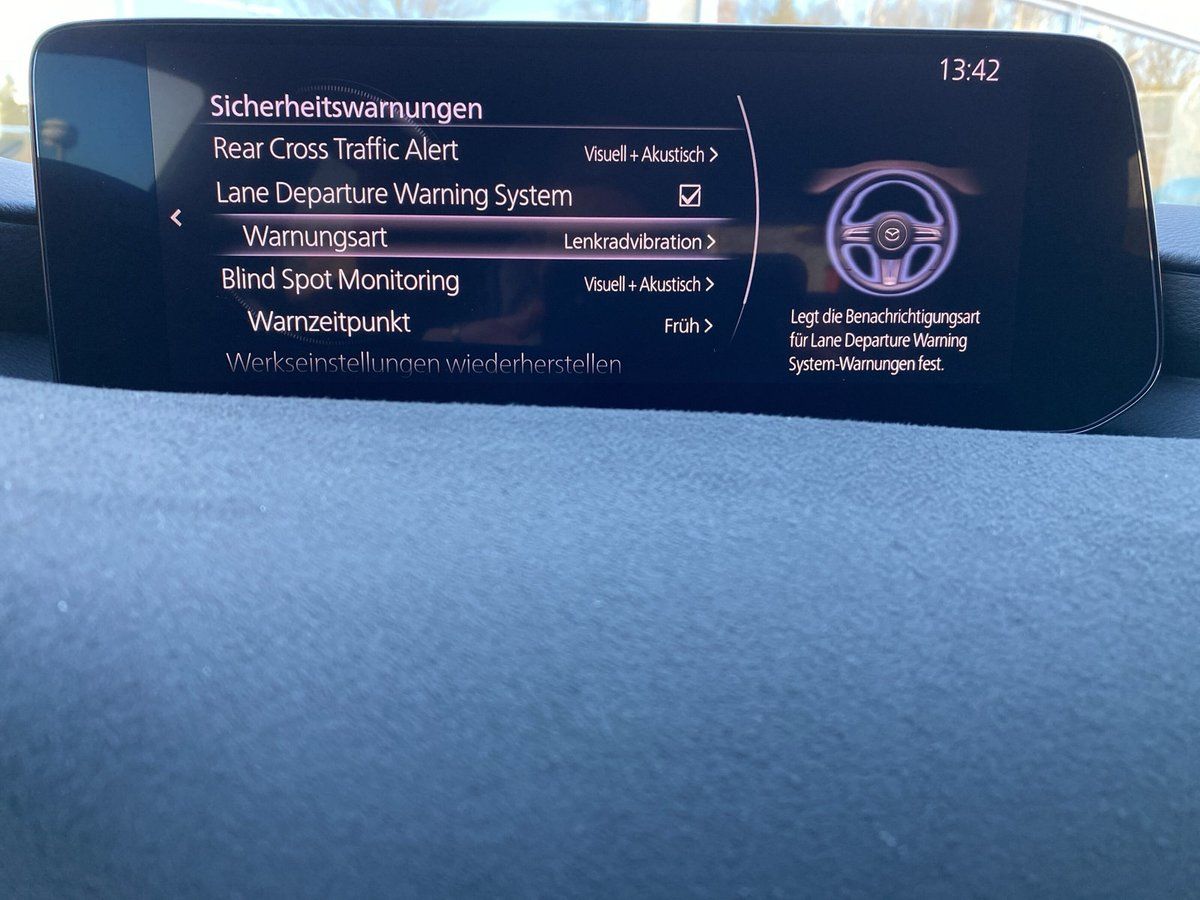 13:42
Sicherheitswarnungen
Rear Cross Traffic Alert Visuell + Akustisch
Lane Departure Warning System
Warnungsart Lenkradvibration
Blind Spot Monitoring Visuell + Akustisch
Warnzeitpunkt Früh
Werkseinstellungen wiederherstellen
Legt die Benachrichtigungsart
für Lane Departure Warning
System-Warnungen fest.